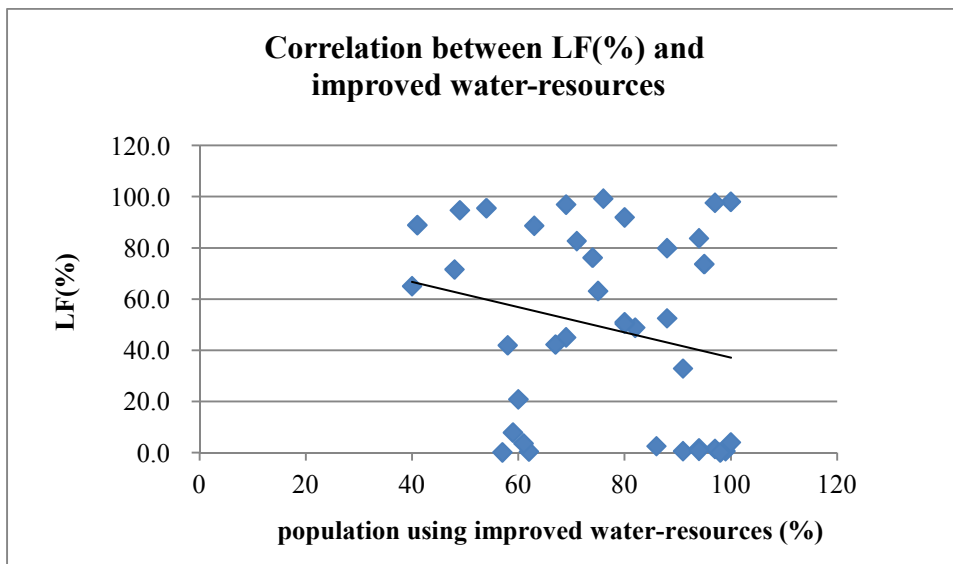 Correlation between LF(%) and
improved water-resources
120.0
100.0
80.0
60.0
40.0
20.0
0.0
LF(%)
0 20 40 60 80 100 120
population using improved water-resources (%)